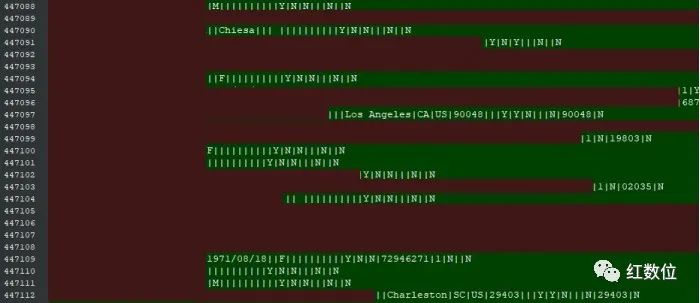 447088 |M||||||||||Y|N|N|||N||N
447089
447090 ||Chiesa||| ||||||||||Y|N|N|||N||N
447091 |Y|N|Y|||N||N
447092
447093
447094 ||F||||||||||Y|N|N|||N||N
447095 |1|Y
447096 |687
447097 |||Los Angeles|CA|US|90048|||Y|Y|N|||N|90048|N
447098
447099 |1|N|19803|N
447100 F||||||||||Y|N|N|||N||N
447101 ||||||||||Y|N|N|||N||N
447102 |Y|N|N|||N||N
447103 |1|N|02035|N
447104 || ||||||||||Y|N|N|||N||N
447105
447106
447107
447108
447109 1971/08/18||F||||||||||Y|N|N|72946271|1|N||N
447110 ||||||||||Y|N|N|||N||N
447111 |M||||||||||Y|N|N|||N||N
447112 ||Charleston|SC|US|29403|||Y|Y|N|||N|29403|N
红数位